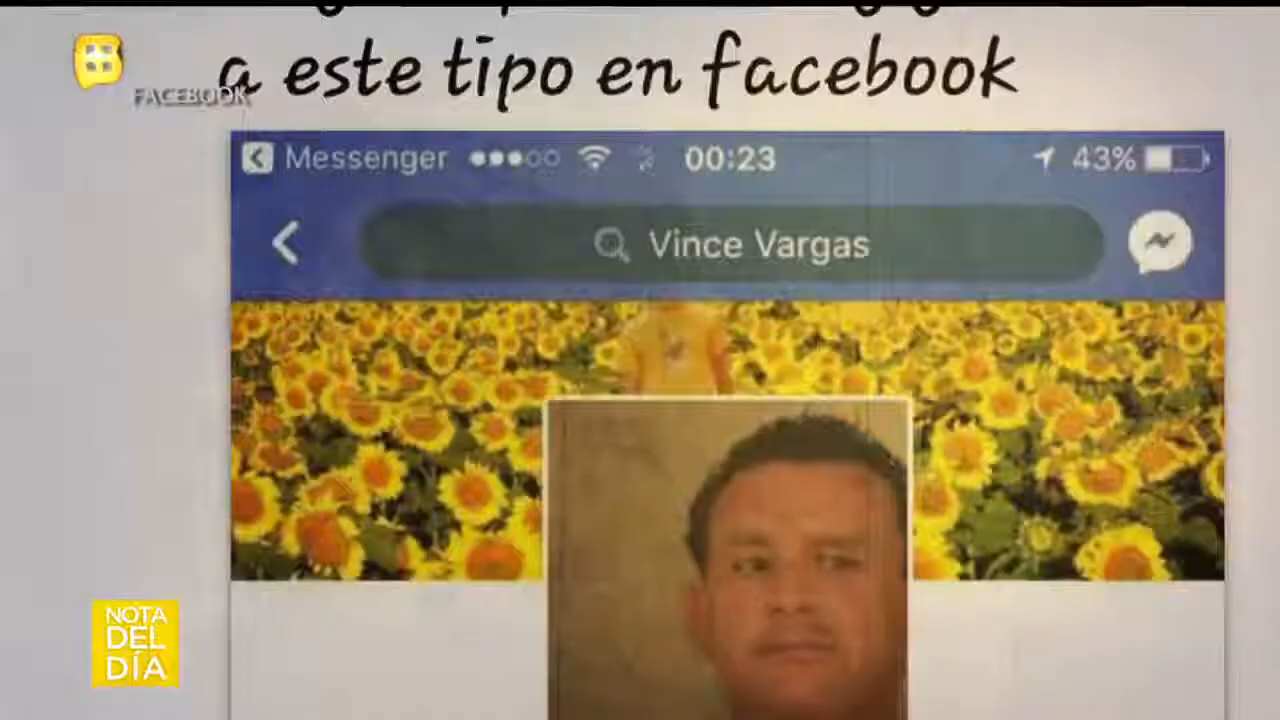 a este tipo en facebook
FACEBOOK
Messenger 00:23 43%
Vince Vargas
NOTA
DEL
DÍA